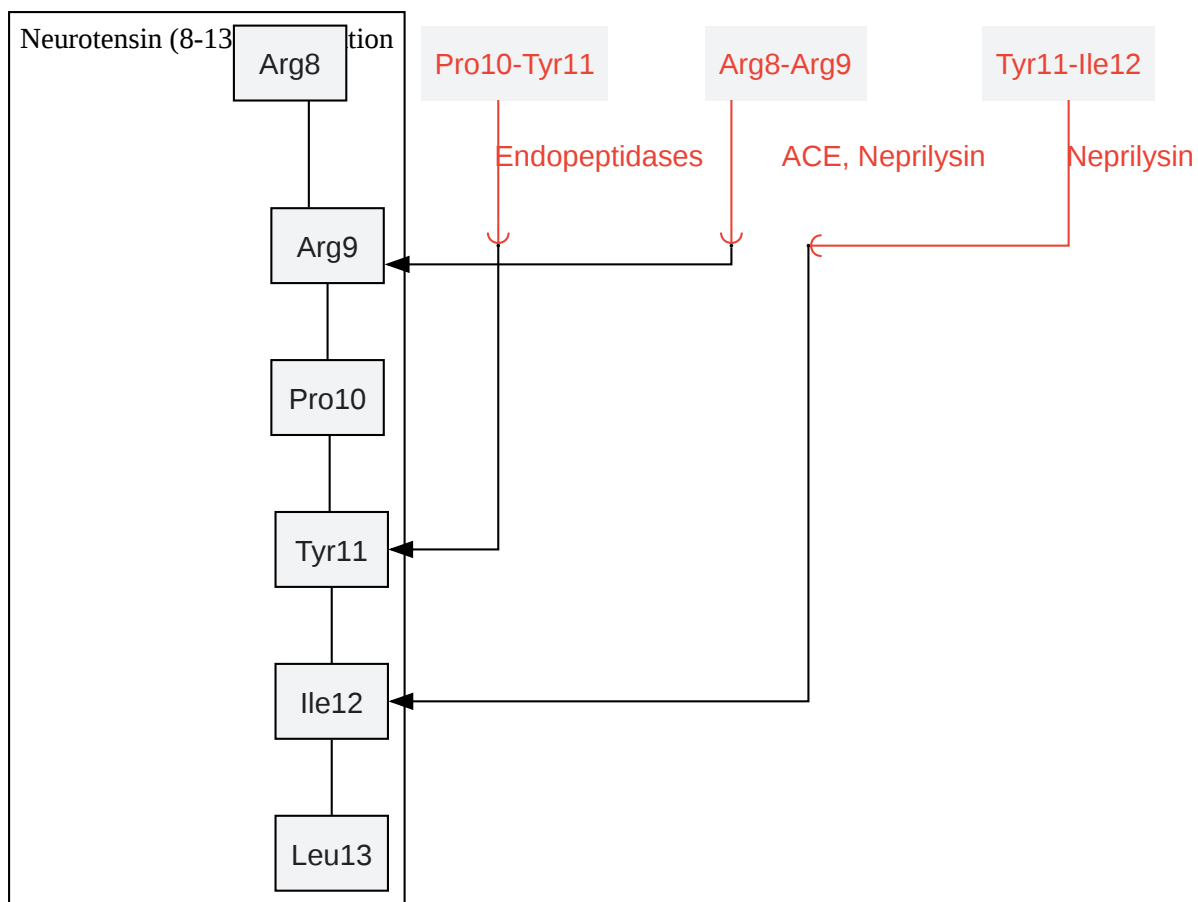 Neurotensin (8-13 tion
Arg8
Pro10-Tyr11
Arg8-Arg9
Tyr11-Ile12
Endopeptidases
ACE, Neprilysin
Neprilysin
Arg9
Pro10
Tyr11
Ile12
Leu13